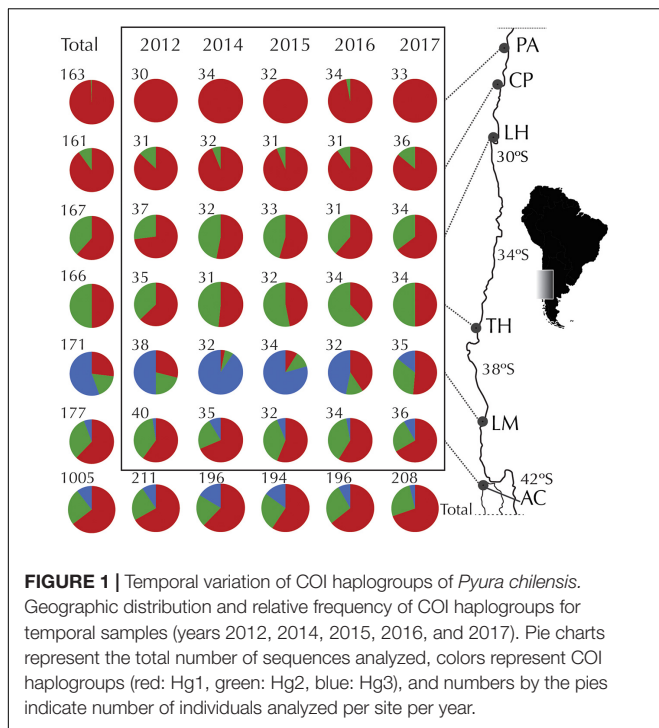 Total 2012 2014 2015 2016 2017
PA
163 30 34 32 34 33
CP
161 31 32 31 31 36
LH
30ºS
167 37 32 33 31 34
34ºS
166 35 31 32 34 34
TH
38ºS
171 38 32 34 32 35
LM
177 40 35 32 34 36
42ºS
AC
1005 211 196 194 196 208
Total
FIGURE 1 | Temporal variation of COI haplogroups of Pyura chilensis.
Geographic distribution and relative frequency of COI haplogroups for
temporal samples (years 2012, 2014, 2015, 2016, and 2017). Pie charts
represent the total number of sequences analyzed, colors represent COI
haplogroups (red: Hg1, green: Hg2, blue: Hg3), and numbers by the pies
indicate number of individuals analyzed per site per year.